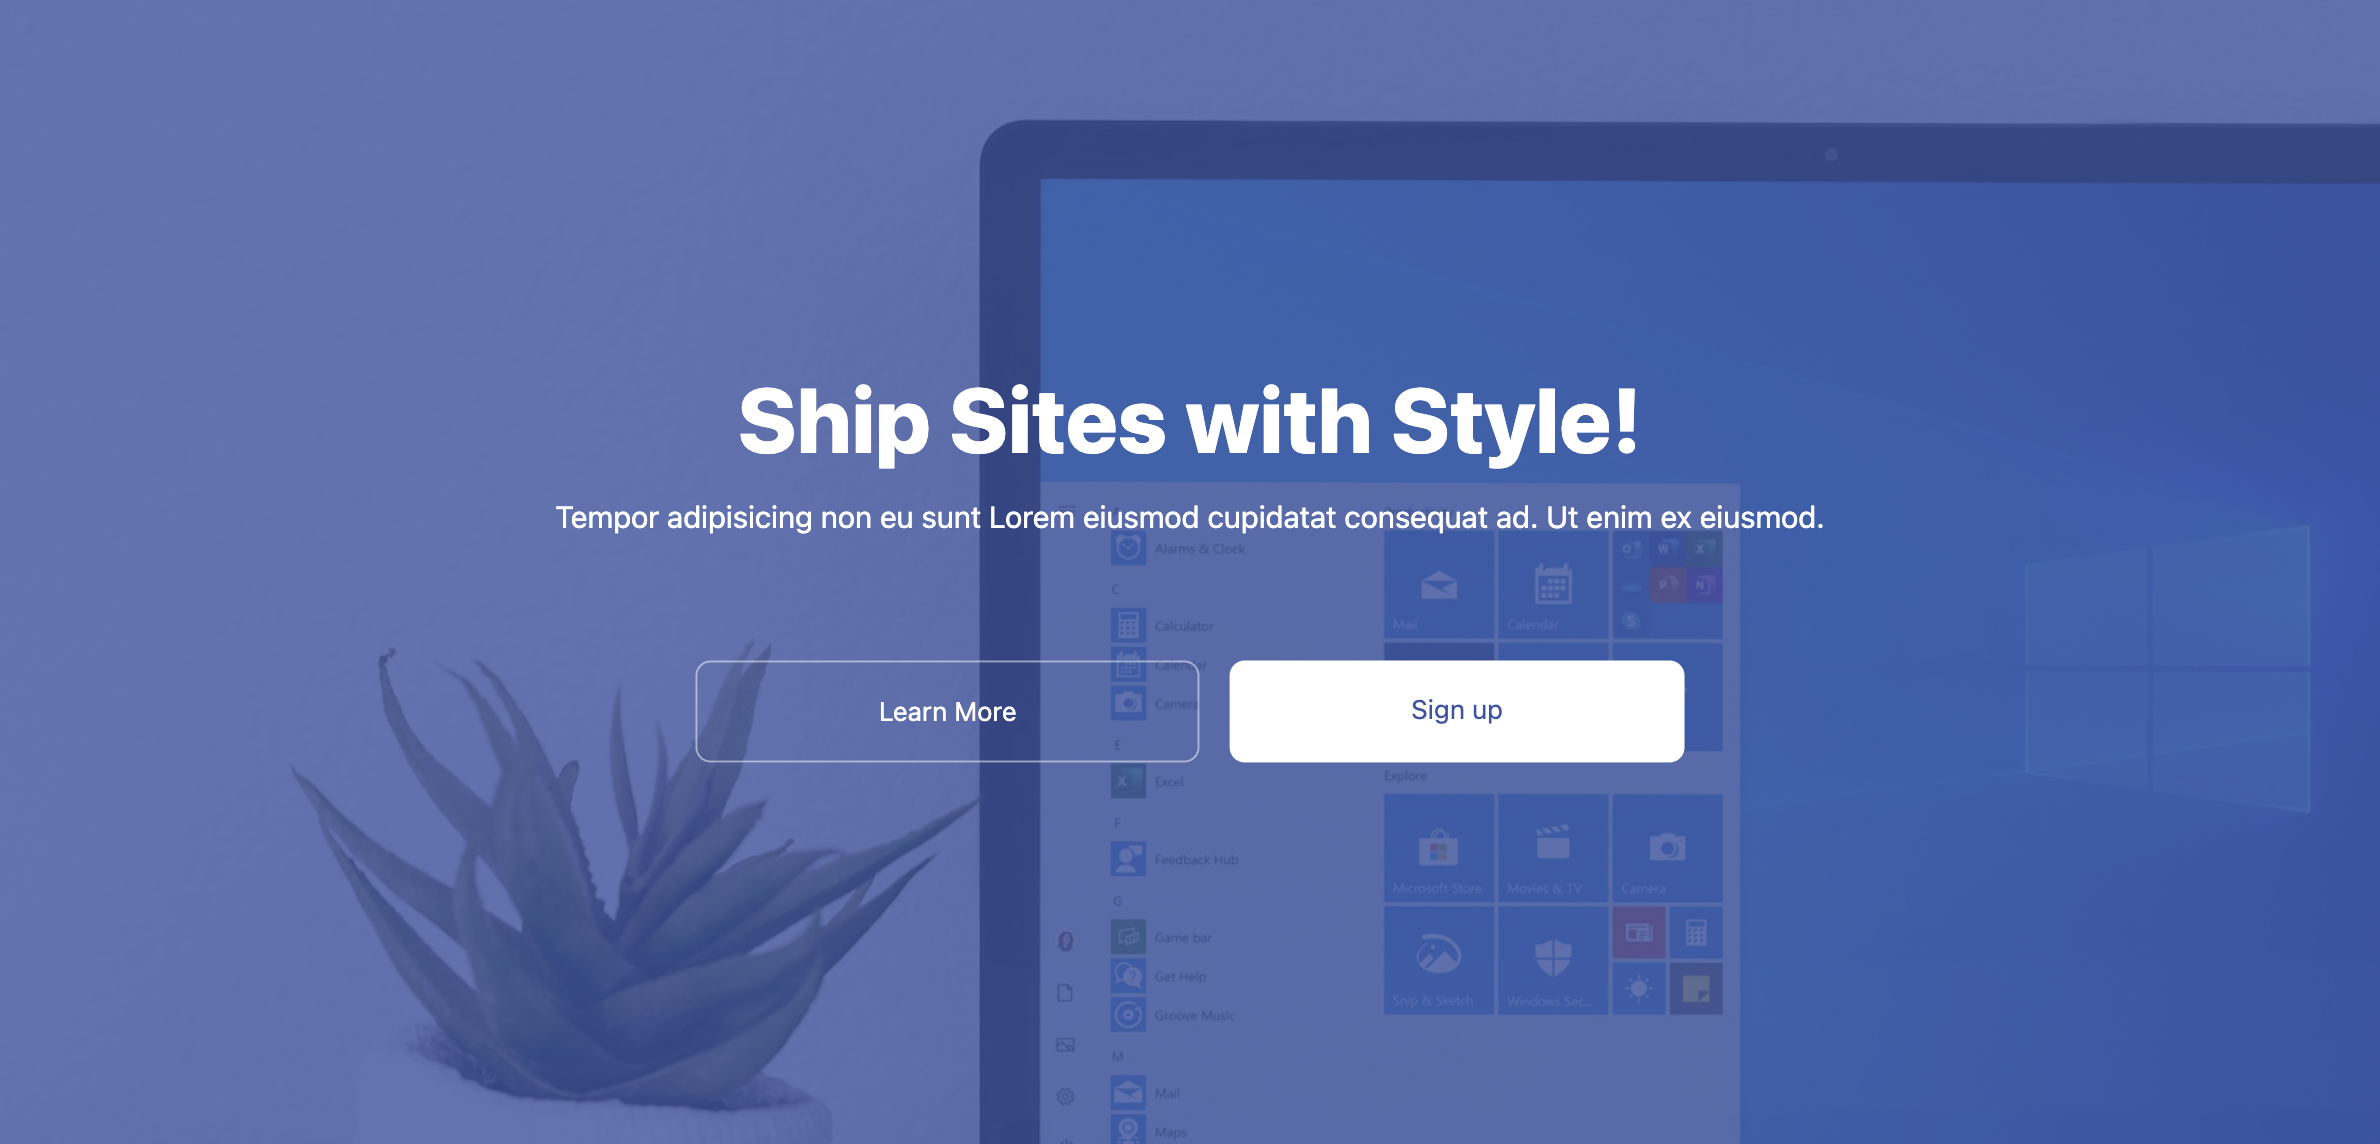 Ship Sites with Style!
Tempor adipisicing non eu sunt Lorem eiusmod cupidatat consequat ad. Ut enim ex eiusmod.
Learn More
Sign up
Alarms & Clock
C
Calculator
Calendar
Camera
E
Excel
F
Feedback Hub
G
Game bar
Get Help
Groove Music
M
Mail
Maps
Mail
Calendar
O
W
X
P
N
S
Explore
Microsoft Store
Movies & TV
Camera
Snip & Sketch
Windows Sec...